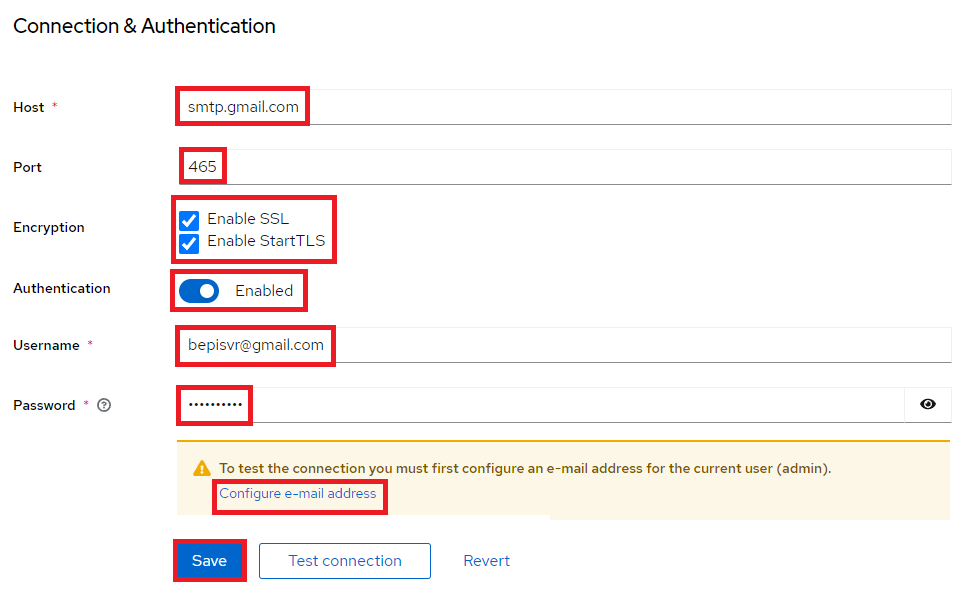 Connection & Authentication
Host *
smtp.gmail.com
Port
465
Encryption
Enable SSL
Enable StartTLS
Authentication
Enabled
Username *
bepisvr@gmail.com
Password *
••••••••••
To test the connection you must first configure an e-mail address for the current user (admin).
Configure e-mail address
Save
Test connection
Revert